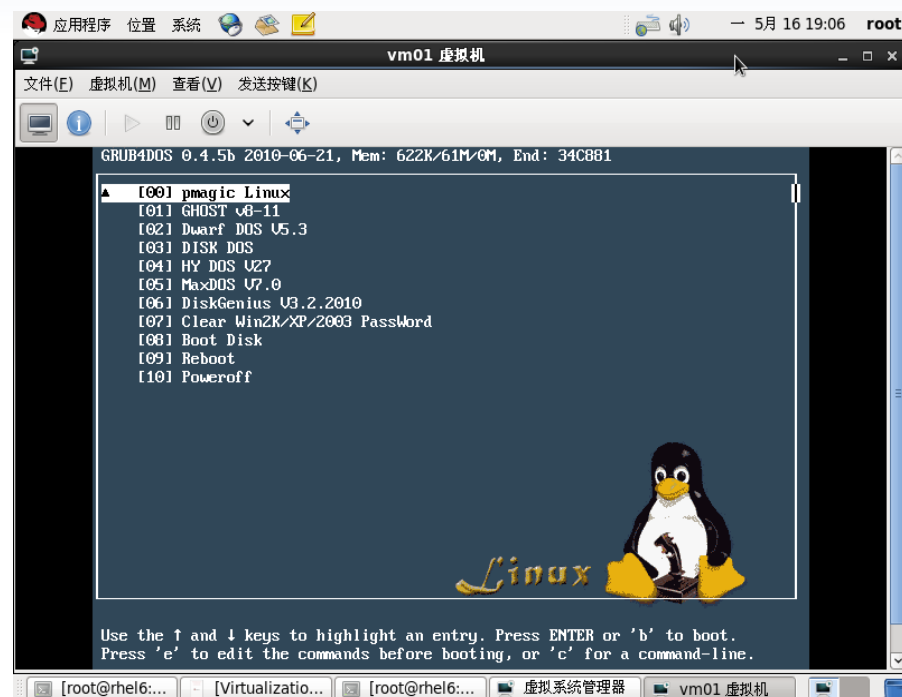 应用程序 位置 系统 一 5月 16 19:06 root
vm01 虚拟机
文件(F) 虚拟机(M) 查看(V) 发送按键(K)
GRUB4DOS 0.4.5b 2010-06-21, Mem: 622K/61M/0M, End: 34C881
[00] pmagic Linux
[01] GHOST v8-11
[02] Dwarf DOS V5.3
[03] DISK DOS
[04] HY DOS V27
[05] MaxDOS V7.0
[06] DiskGenius V3.2.2010
[07] Clear Win2K/XP/2003 PassWord
[08] Boot Disk
[09] Reboot
[10] Poweroff
Linux
Use the ↑ and ↓ keys to highlight an entry. Press ENTER or 'b' to boot.
Press 'e' to edit the commands before booting, or 'c' for a command-line.
[root@rhel6:... [Virtualizatio... [root@rhel6:... 虚拟系统管理器 vm01 虚拟机